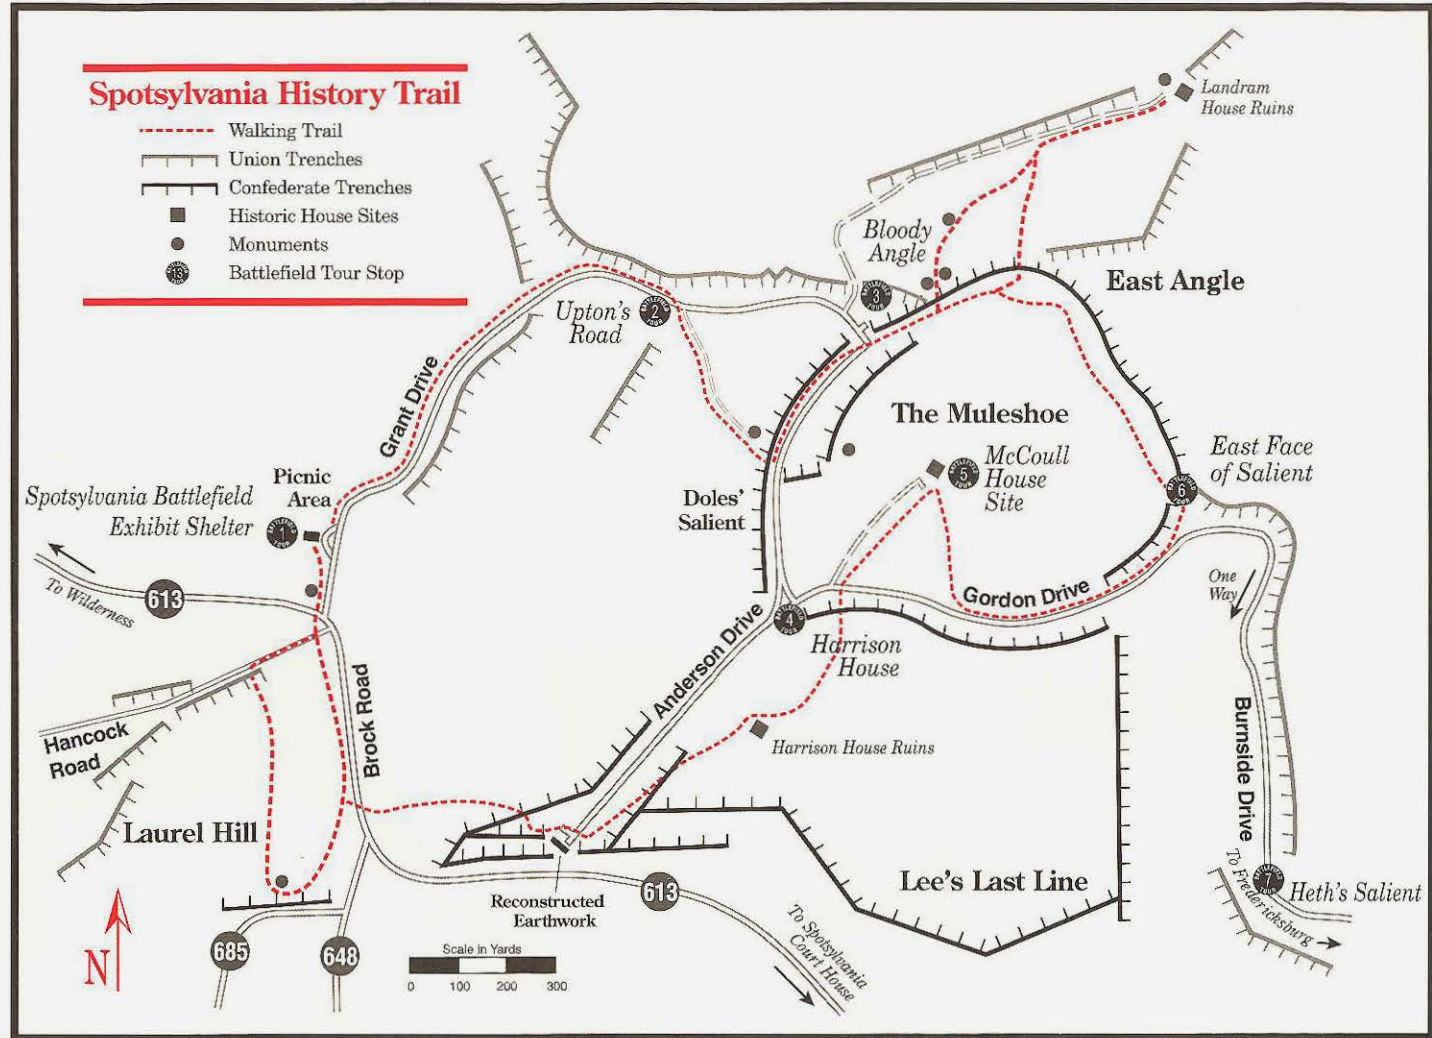 Spotsylvania History Trail
Walking Trail
Union Trenches
Confederate Trenches
Historic House Sites
Monuments
13
Battlefield Tour Stop
Landram
House Ruins
Bloody
Angle
3
East Angle
Upton's
Road
2
Grant Drive
The Muleshoe
McCoull
House
Site
5
East Face
of Salient
6
Picnic
Area
Spotsylvania Battlefield
Exhibit Shelter
1
Doles'
Salient
To Wilderness
613
One
Way
Gordon Drive
4
Harrison
House
Anderson Drive
Brock Road
Hancock
Road
Harrison House Ruins
Burnside Drive
Laurel Hill
Lee's Last Line
To Fredericksburg
7
Heth's Salient
Reconstructed
Earthwork
613
To Spotsylvania
Court House
685
648
N
Scale in Yards
0 100 200 300